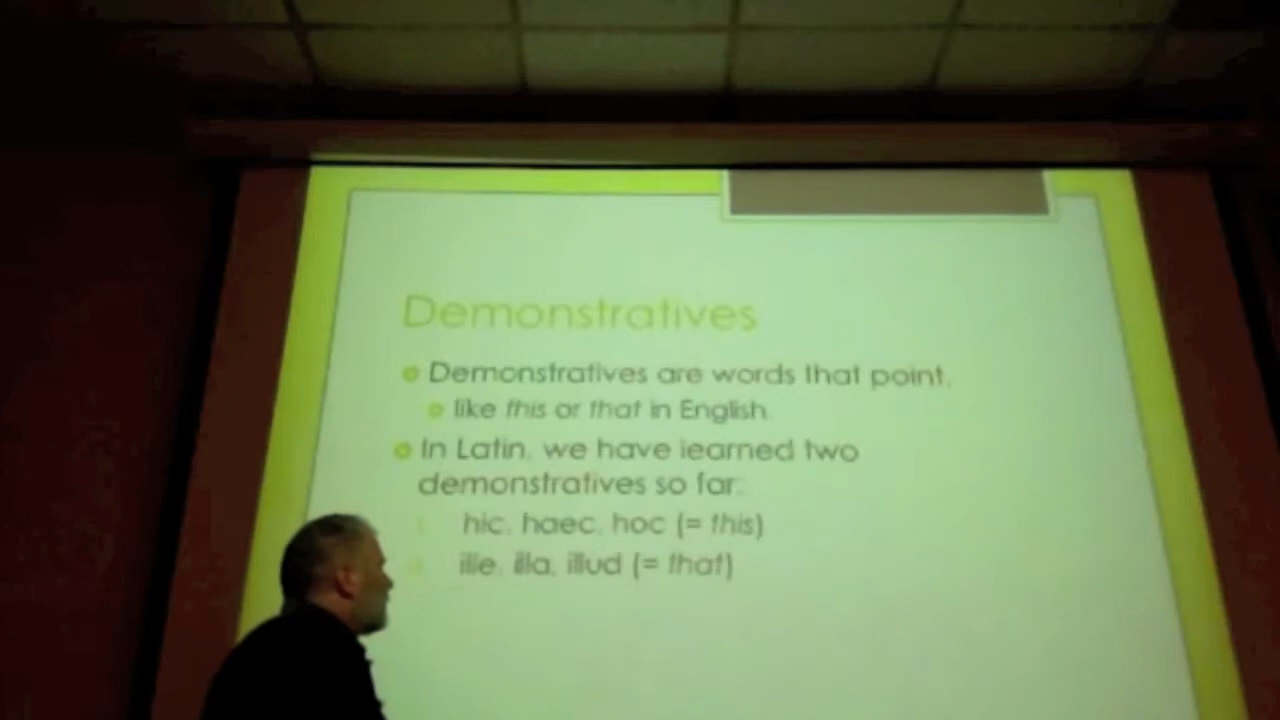 Demonstratives
Demonstratives are words that point,
like this or that in English.
In Latin, we have learned two
demonstratives so far:
hic, haec, hoc (= this)
ille, illa, illud (= that)